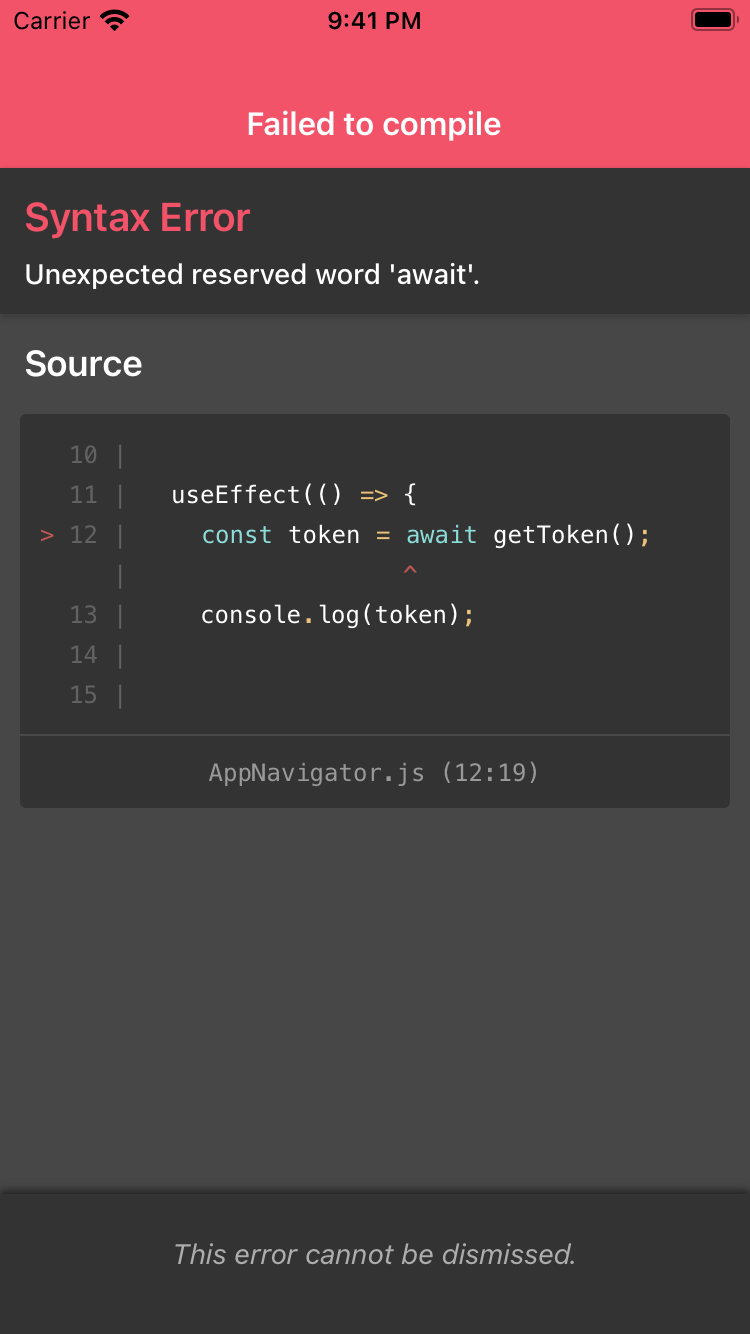 Carrier
9:41 PM
Failed to compile
Syntax Error
Unexpected reserved word 'await'.
Source
10 |
11 |   useEffect(() => {
> 12 |     const token = await getToken();
|                   ^
13 |     console.log(token);
14 |
15 |
AppNavigator.js (12:19)
This error cannot be dismissed.